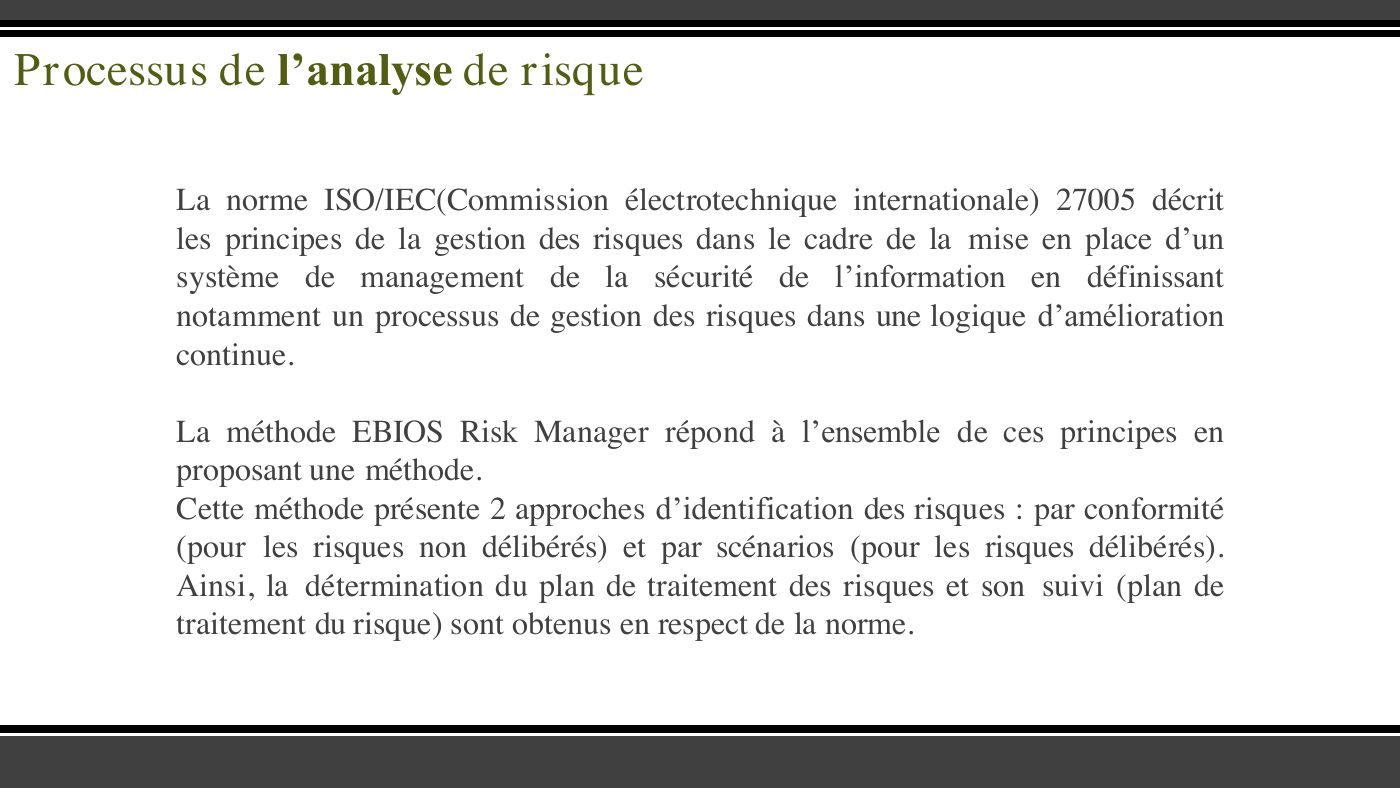 Processus de l’analyse de risque
La norme ISO/IEC(Commission électrotechnique internationale) 27005 décrit
les principes de la gestion des risques dans le cadre de la mise en place d’un
système de management de la sécurité de l’information en définissant
notamment un processus de gestion des risques dans une logique d’amélioration
continue.
La méthode EBIOS Risk Manager répond à l’ensemble de ces principes en
proposant une méthode.
Cette méthode présente 2 approches d’identification des risques : par conformité
(pour les risques non délibérés) et par scénarios (pour les risques délibérés).
Ainsi, la détermination du plan de traitement des risques et son suivi (plan de
traitement du risque) sont obtenus en respect de la norme.